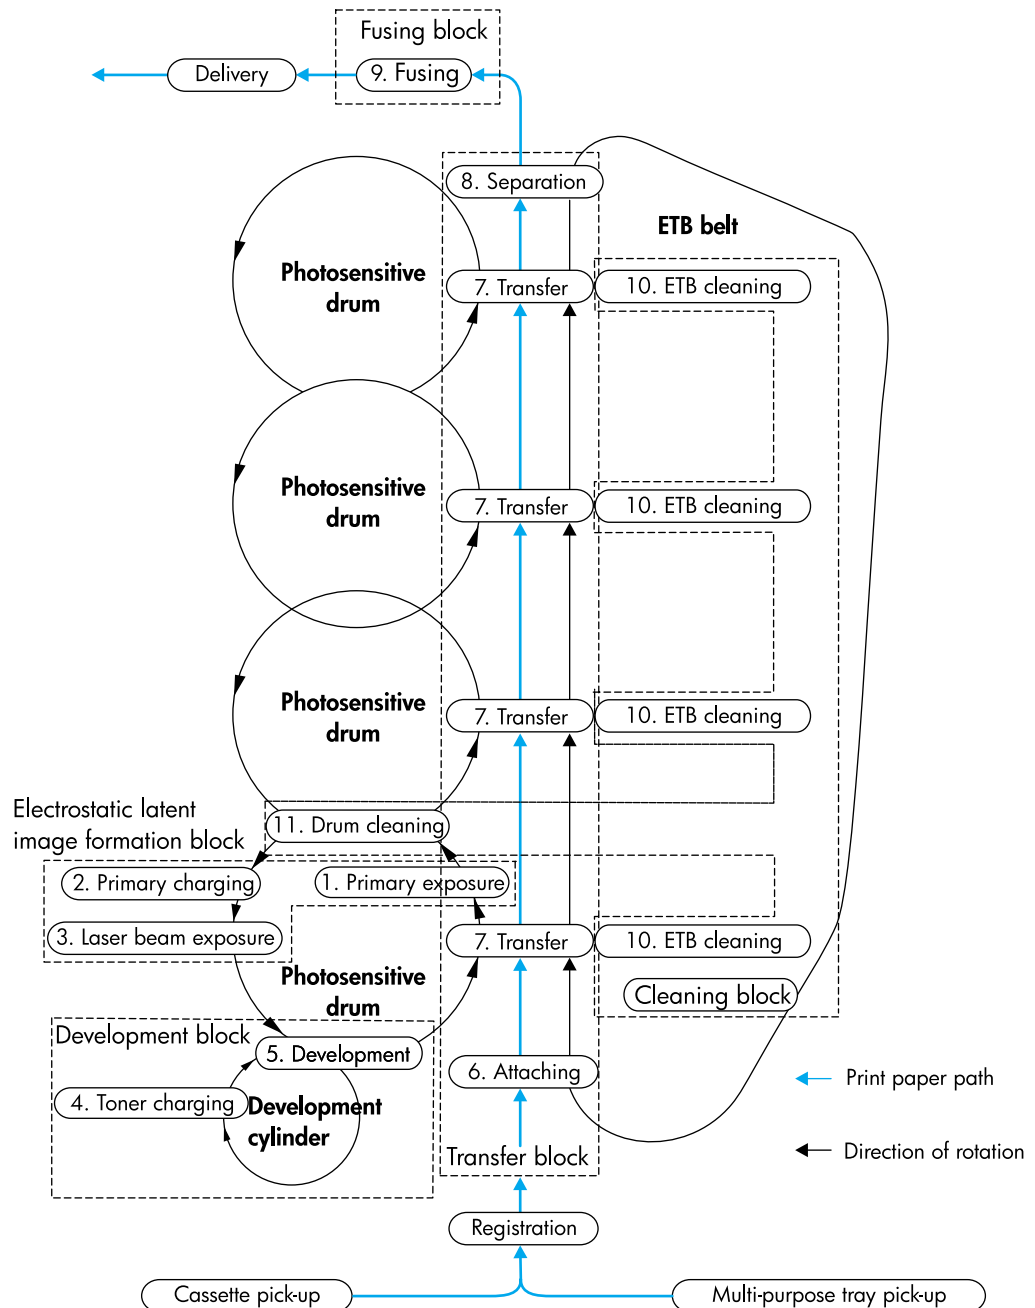 Fusing block
Delivery
9. Fusing
8. Separation
ETB belt
Photosensitive
drum
7. Transfer
10. ETB cleaning
Photosensitive
drum
7. Transfer
10. ETB cleaning
Photosensitive
drum
7. Transfer
10. ETB cleaning
Electrostatic latent
image formation block
11. Drum cleaning
2. Primary charging
1. Primary exposure
3. Laser beam exposure
7. Transfer
10. ETB cleaning
Photosensitive
drum
Cleaning block
Development block
5. Development
6. Attaching
Print paper path
4. Toner charging
Development
cylinder
Transfer block
Direction of rotation
Registration
Cassette pick-up
Multi-purpose tray pick-up